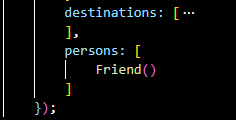 destinations: [···
],
persons: [
Friend()
]
});